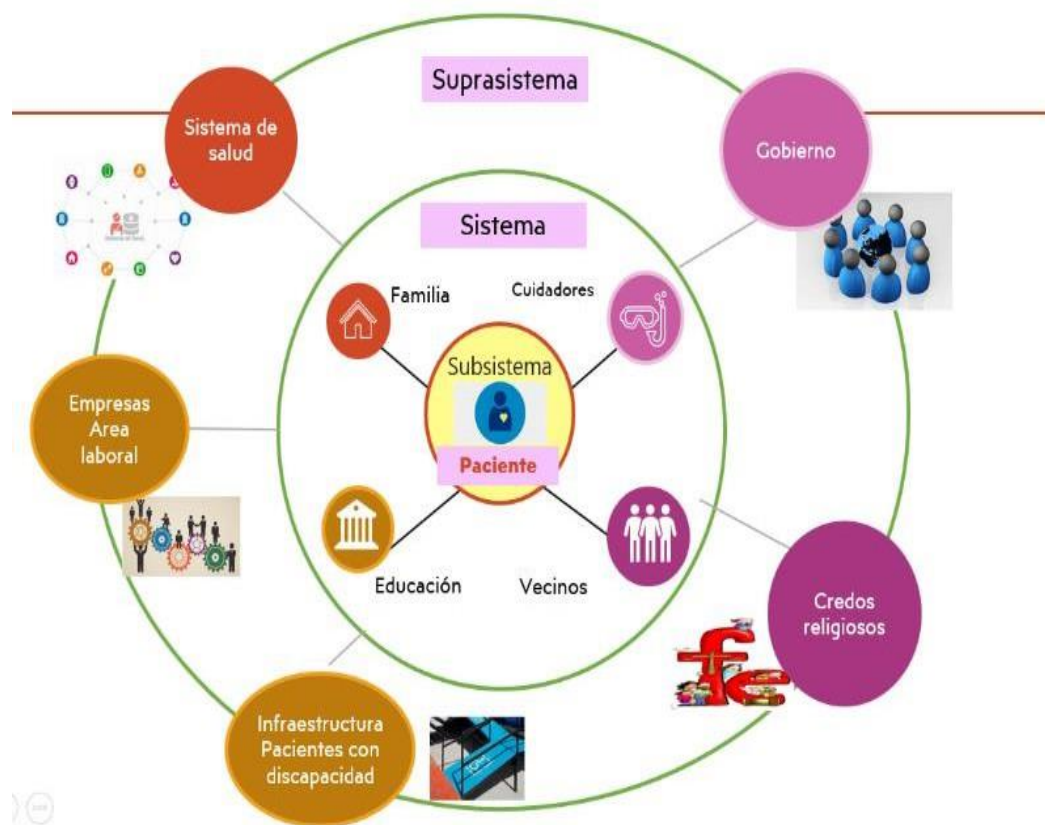 Suprasistema
Sistema de
salud
Gobierno
Sistema
Familia
Cuidadores
Subsistema
Paciente
Empresas
Area
laboral
Educación
Vecinos
Credos
religiosos
fe
Infraestructura
Pacientes con
discapacidad